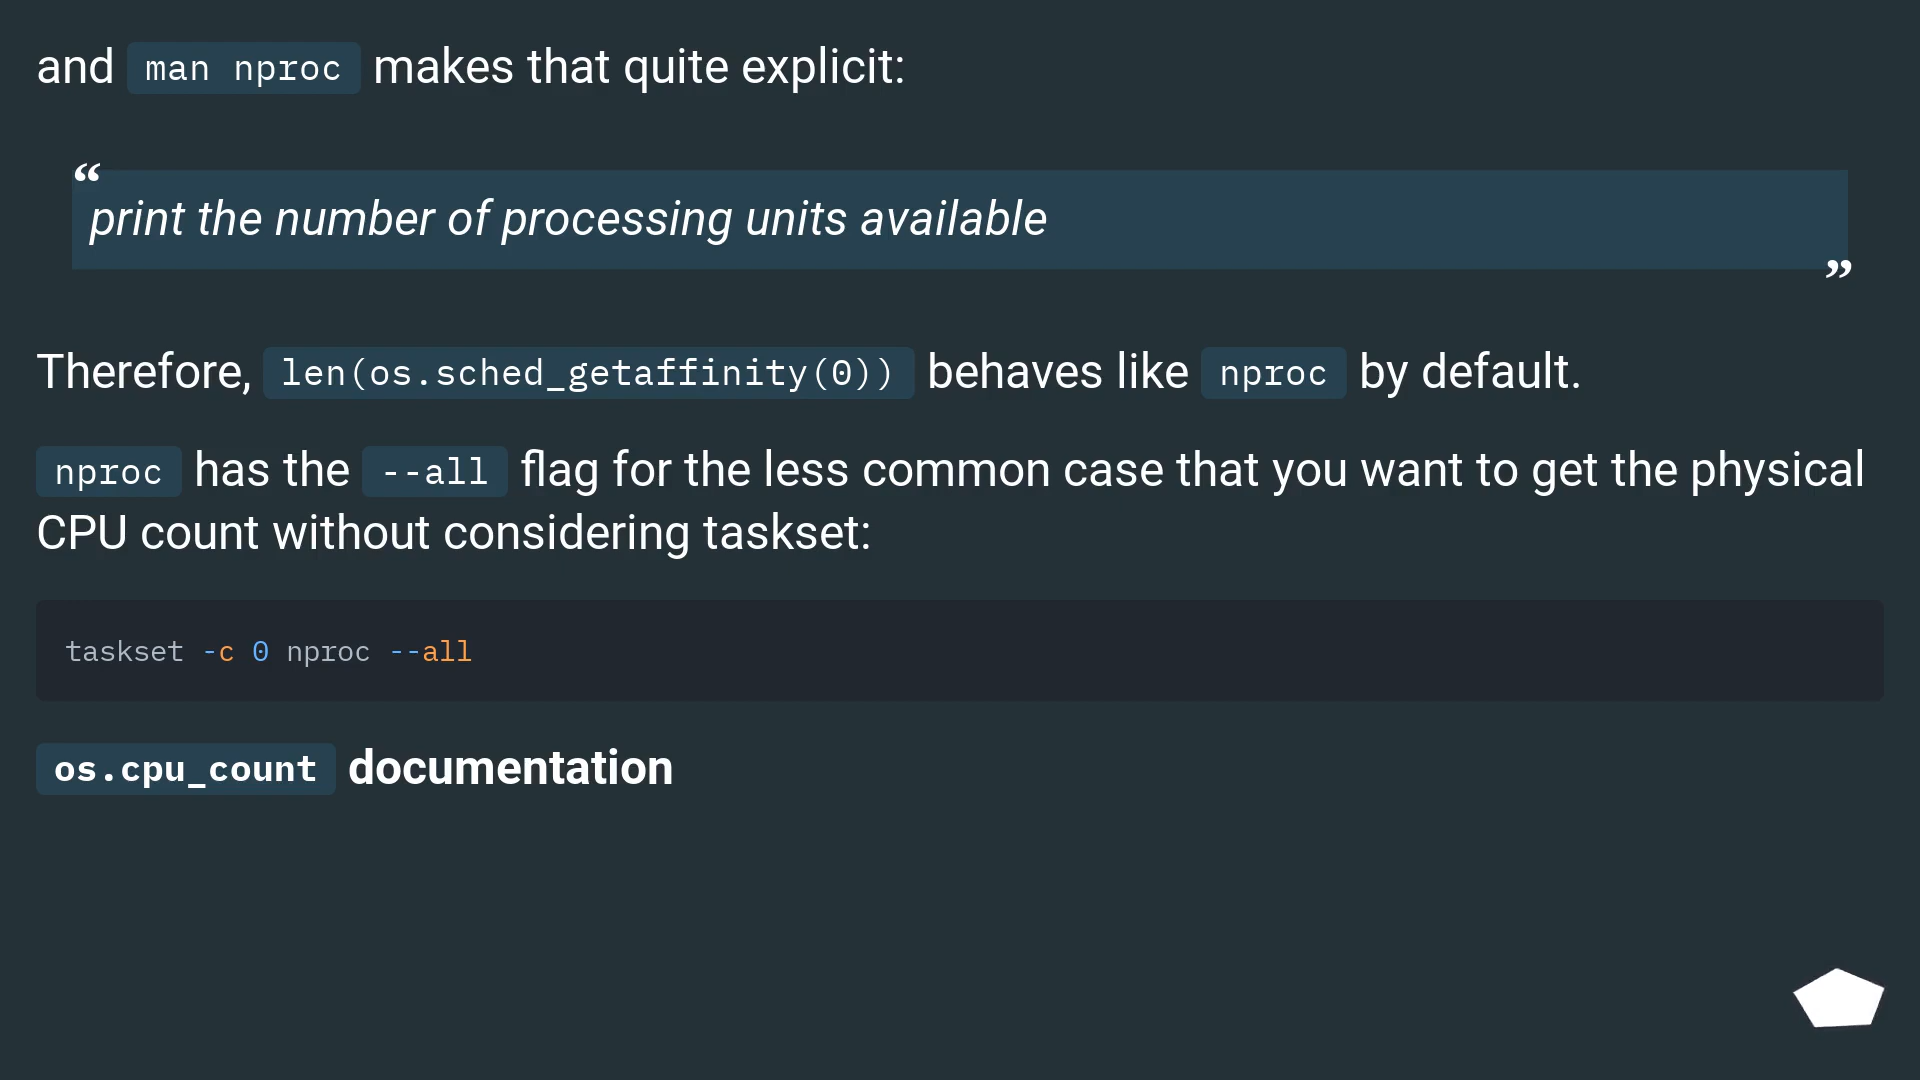 and man nproc makes that quite explicit:
“
print the number of processing units available
”
Therefore, len(os.sched_getaffinity(0)) behaves like nproc by default.
nproc has the --all flag for the less common case that you want to get the physical
CPU count without considering taskset:
taskset -c 0 nproc --all
os.cpu_count documentation